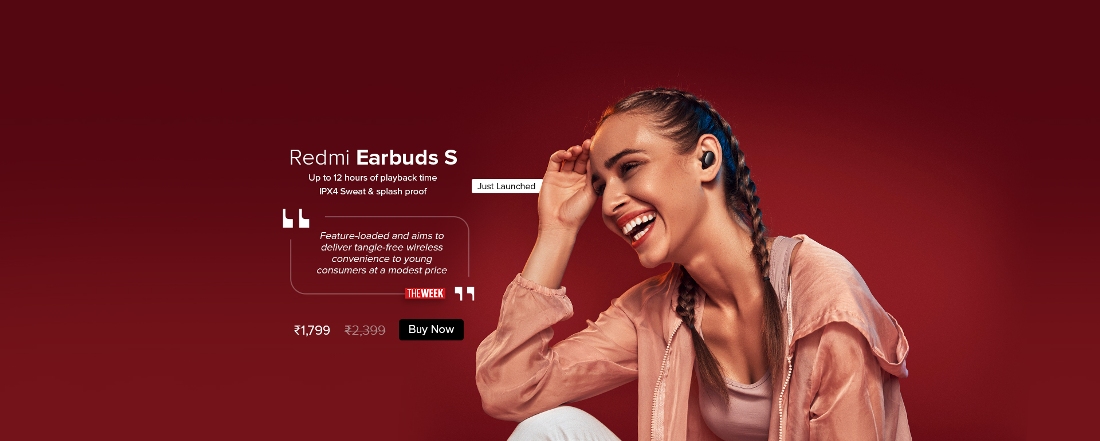 Redmi Earbuds S
Up to 12 hours of playback time
IPX4 Sweat & splash proof
Just Launched
Feature-loaded and aims to
deliver tangle-free wireless
convenience to young
consumers at a modest price
THE WEEK
₹1,799 ₹2,399 Buy Now